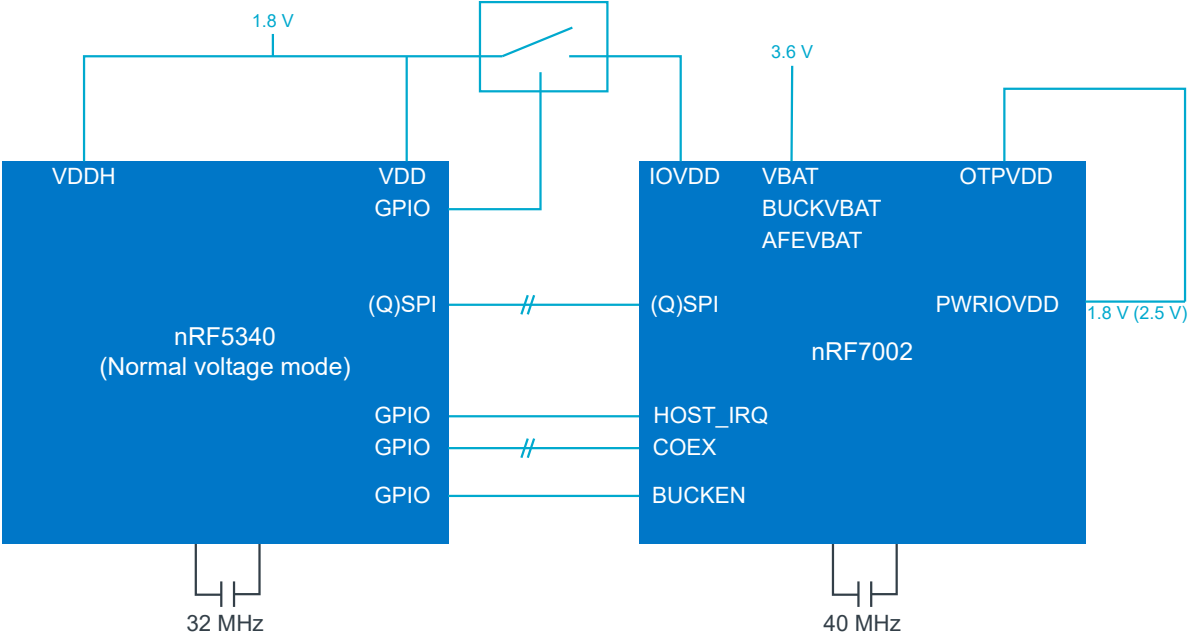 1.8 V
3.6 V
VDDH
VDD
IOVDD
VBAT
OTPVDD
GPIO
BUCKVBAT
AFEVBAT
(Q)SPI
(Q)SPI
PWRIOVDD
1.8 V (2.5 V)
nRF5340
(Normal voltage mode)
nRF7002
GPIO
HOST_IRQ
GPIO
COEX
GPIO
BUCKEN
32 MHz
40 MHz